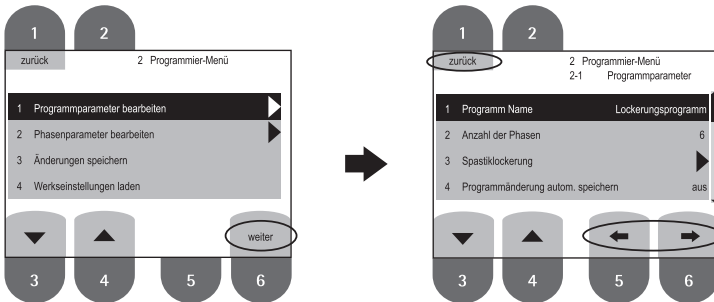 1 2
zurück 2 Programmier-Menü
1 Programmparameter bearbeiten
2 Phasenparameter bearbeiten
3 Änderungen speichern
4 Werkseinstellungen laden
weiter
3 4 5 6
1 2
zurück 2 Programmier-Menü
2-1 Programmparameter
1 Programm Name Lockerungsprogramm
2 Anzahl der Phasen 6
3 Spastiklockerung
4 Programmänderung autom. speichern aus
3 4 5 6